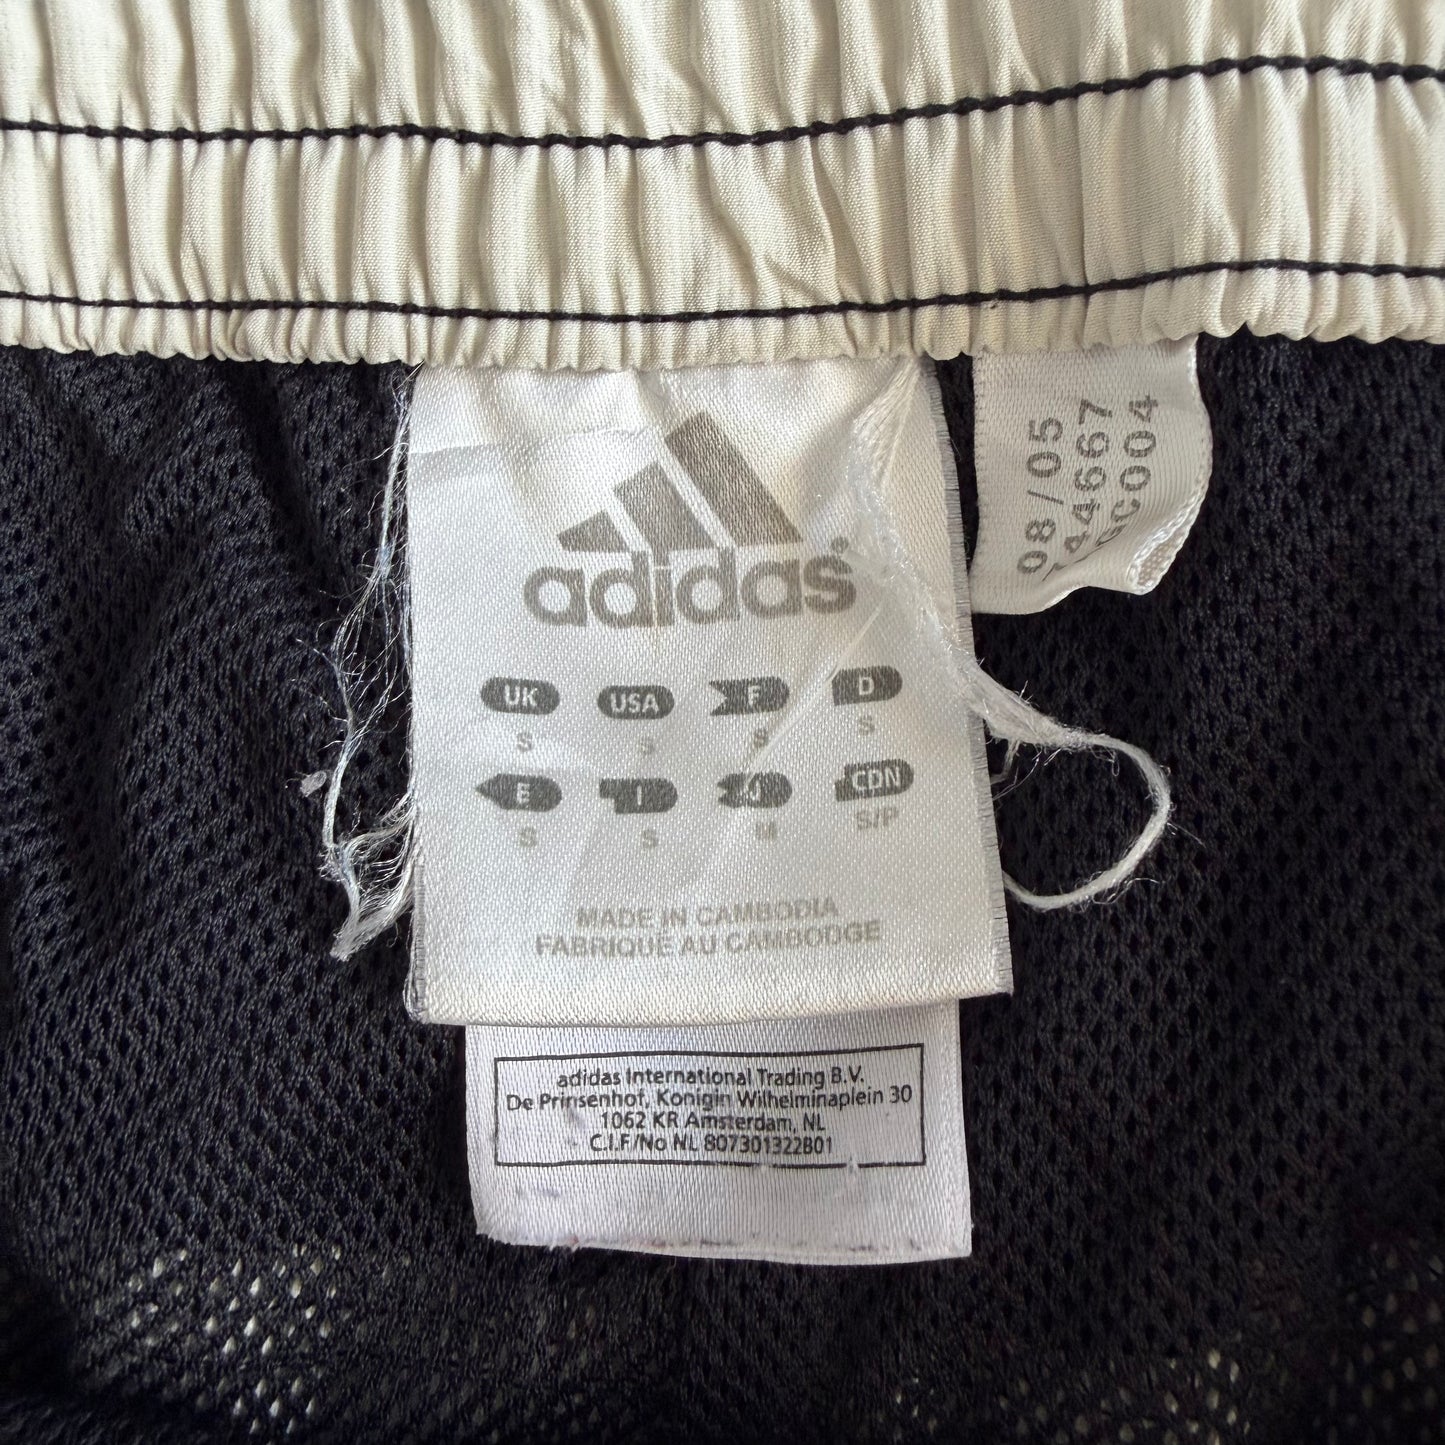 adidas®
UK USA F D
S S S S
E I J CDN
S S M S/P
MADE IN CAMBODIA
FABRIQUÉ AU CAMBODGE
adidas International Trading B.V.
De Prinsenhof, Konigin Wilhelminaplein 30
1062 KR Amsterdam, NL
C.I.F/No NL 807301322B01
08/05